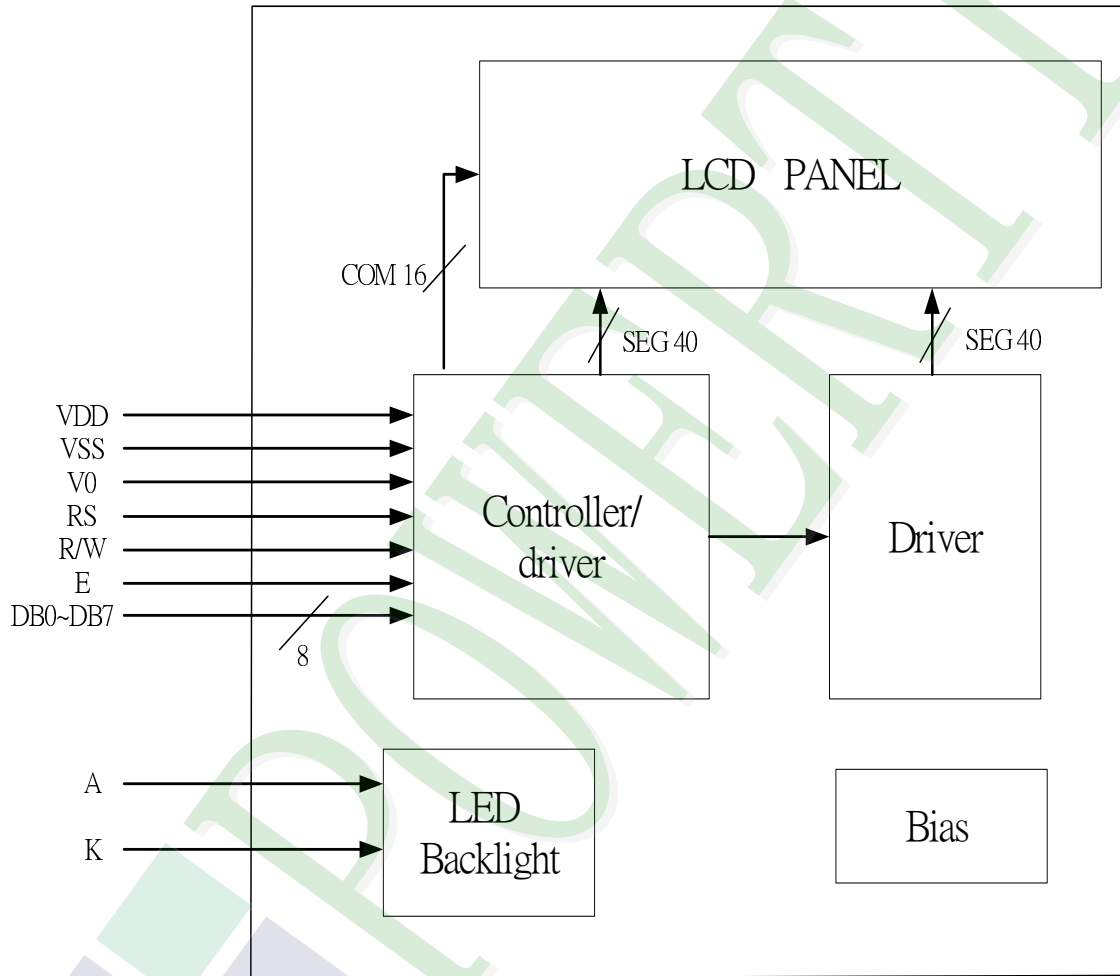 LCD PANEL
COM 16
SEG 40
SEG 40
VDD
VSS
V0
RS
R/W
E
DB0~DB7
8
Controller/
driver
Driver
A
K
LED
Backlight
Bias
POWERT